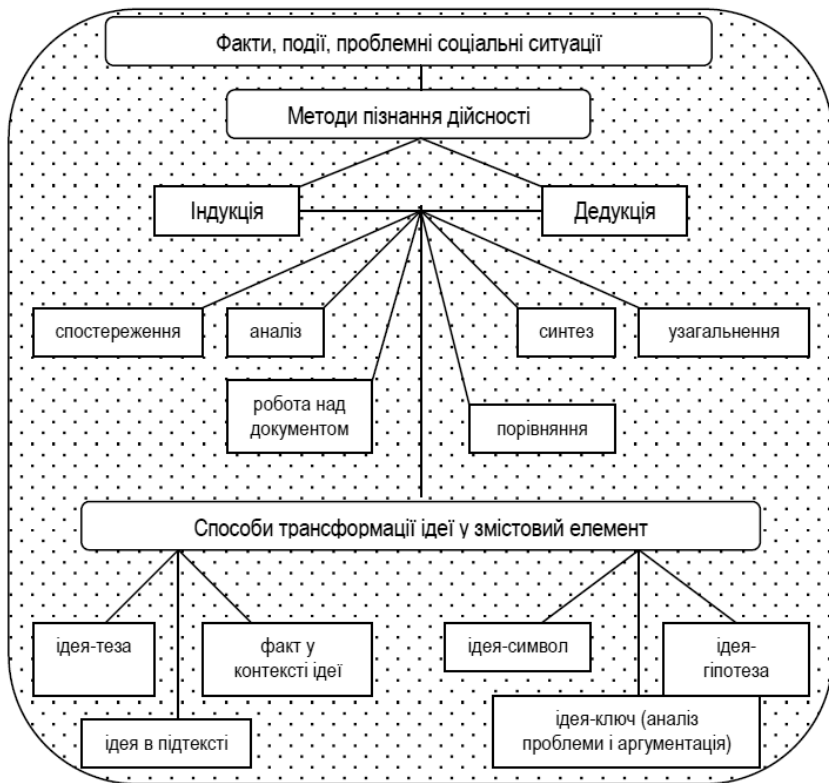 Факти, події, проблемні соціальні ситуації
Методи пізнання дійсності
Індукція
Дедукція
спостереження
аналіз
синтез
узагальнення
робота над
документом
порівняння
Способи трансформації ідеї у змістовий елемент
ідея-теза
факт у
контексті ідеї
ідея-символ
ідея-
гіпотеза
ідея в підтексті
ідея-ключ (аналіз
проблеми і аргументація)